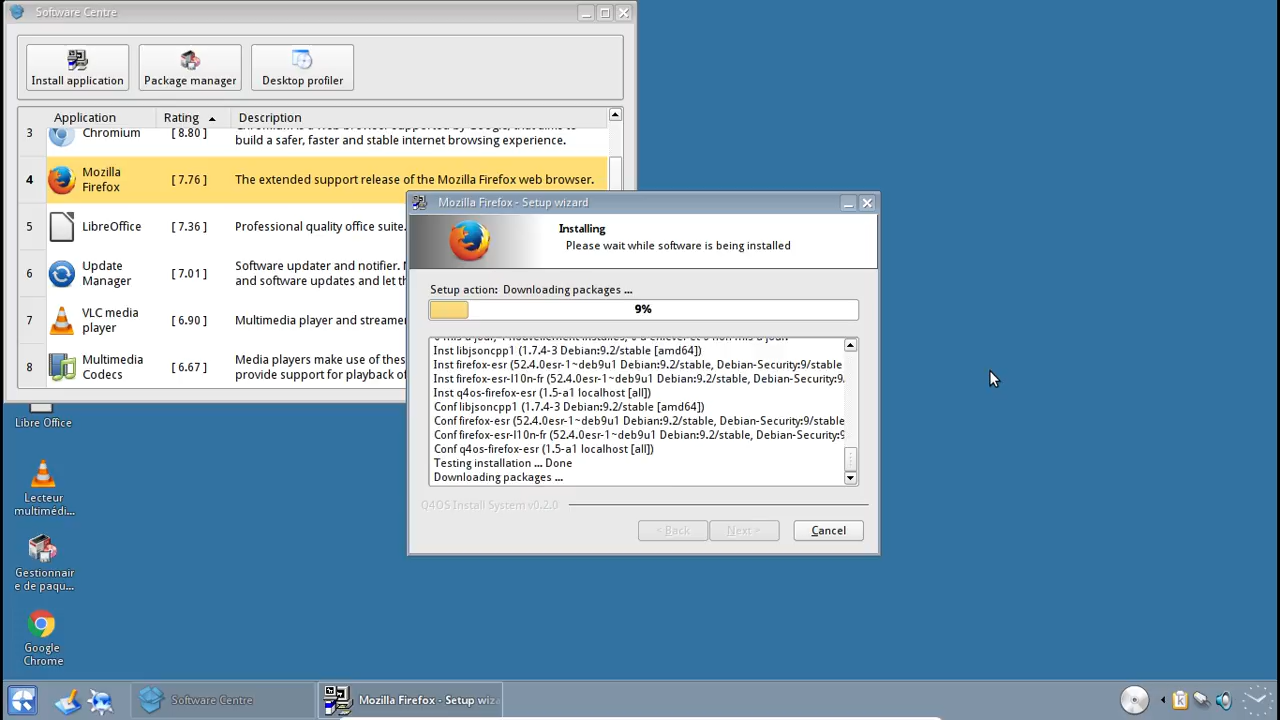 Software Centre
Install application
Package manager
Desktop profiler
Application
Rating
Description
3
Chromium
[ 8.80 ]
Chromium is a web browser supported by Google, that aims to
build a safer, faster and stable internet browsing experience.
4
Mozilla
Firefox
[ 7.76 ]
The extended support release of the Mozilla Firefox web browser.
5
LibreOffice
[ 7.36 ]
Professional quality office suite.
6
Update
Manager
[ 7.01 ]
Software updater and notifier.
and software updates and let th
7
VLC media
player
[ 6.90 ]
Multimedia player and streamer
8
Multimedia
Codecs
[ 6.67 ]
Media players make use of these
provide support for playback of
Mozilla Firefox - Setup wizard
Installing
Please wait while software is being installed
Setup action: Downloading packages ...
9%
Inst libjsoncpp1 (1.7.4-3 Debian:9.2/stable [amd64])
Inst firefox-esr (52.4.0esr-1~deb9u1 Debian:9.2/stable, Debian-Security:9/stable
Inst firefox-esr-l10n-fr (52.4.0esr-1~deb9u1 Debian:9.2/stable, Debian-Security:9/
Inst q4os-firefox-esr (1.5-a1 localhost [all])
Conf libjsoncpp1 (1.7.4-3 Debian:9.2/stable [amd64])
Conf firefox-esr (52.4.0esr-1~deb9u1 Debian:9.2/stable, Debian-Security:9/stable
Conf firefox-esr-l10n-fr (52.4.0esr-1~deb9u1 Debian:9.2/stable, Debian-Security:9
Conf q4os-firefox-esr (1.5-a1 localhost [all])
Testing installation ... Done
Downloading packages ...
Q4OS Install System v0.2.0
< Back
Next >
Cancel
Libre Office
Lecteur
multimédi...
Gestionnair
e de paqu...
Google
Chrome
Software Centre
Mozilla Firefox - Setup wiz